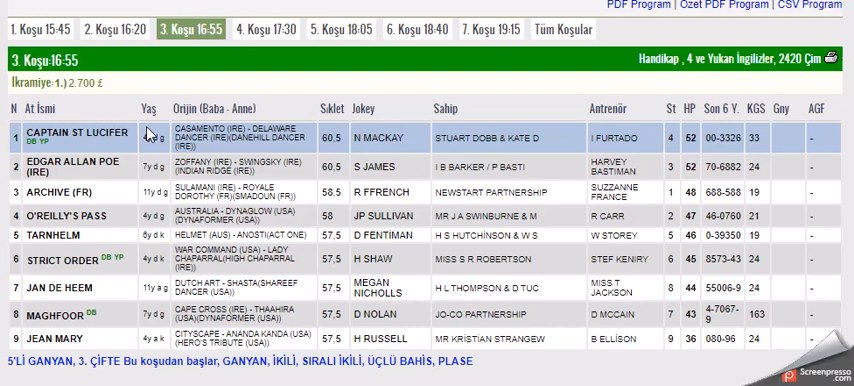 PDF Program | Özet PDF Program | CSV Program
1. Koşu 15:45 2. Koşu 16:20 3. Koşu 16:55 4. Koşu 17:30 5. Koşu 18:05 6. Koşu 18:40 7. Koşu 19:15 Tüm Koşular
3. Koşu:16:55 Handikap , 4 ve Yukarı İngilizler, 2420 Çim
İkramiye:1.) 2.700 £
N At İsmi Yaş Orijin (Baba - Anne) Sıklet Jokey Sahip Antrenör St HP Son 6 Y. KGS Gny AGF
1 CAPTAIN ST LUCIFER DB YP d g CASAMENTO (IRE) - DELAWARE DANCER (IRE)(DANEHILL DANCER (IRE)) 60,5 N MACKAY STUART DOBB & KATE D I FURTADO 4 52 00-3326 33 -
2 EDGAR ALLAN POE (IRE) 7y d g ZOFFANY (IRE) - SWINGSKY (IRE)(INDIAN RIDGE (IRE)) 60,5 S JAMES I B BARKER / P BASTI HARVEY BASTIMAN 3 52 70-6882 24 -
3 ARCHIVE (FR) 11y d g SULAMANI (IRE) - ROYALE DOROTHY (FR)(SMADOUN (FR)) 58,5 R FFRENCH NEWSTART PARTNERSHIP SUZZANNE FRANCE 1 48 688-588 19 -
4 O'REILLY'S PASS 4y d g AUSTRALIA - DYNAGLOW (USA)(DYNAFORMER (USA)) 58 JP SULLIVAN MR J A SWINBURNE & M R CARR 2 47 46-0760 21 -
5 TARNHELM 6y d k HELMET (AUS) - ANOSTI(ACT ONE) 57,5 D FENTİMAN H S HUTCHİNSON & W S W STOREY 5 46 0-39350 19 -
6 STRICT ORDER DB YP 4y d k WAR COMMAND (USA) - LADY CHAPARRAL(HIGH CHAPARRAL (IRE)) 57,5 H SHAW MISS S R ROBERTSON STEF KENIRY 6 45 8573-43 24 -
7 JAN DE HEEM 11y a g DUTCH ART - SHASTA(SHAREEF DANCER (USA)) 57,5 MEGAN NICHOLLS H L THOMPSON & D TUC MISS T JACKSON 8 44 55006-9 24 -
8 MAGHFOOR DB 7y d g CAPE CROSS (IRE) - THAAHIRA (USA)(DYNAFORMER (USA)) 57,5 D NOLAN JO-CO PARTNERSHIP D MCCAIN 7 43 4-7067-9 163 -
9 JEAN MARY 4y a k CITYSCAPE - ANANDA KANDA (USA)(HERO'S TRIBUTE (USA)) 57,5 H RUSSELL MR KRİSTİAN STRANGEW B ELLİSON 9 36 080-96 24 -
5'Lİ GANYAN, 3. ÇİFTE Bu koşudan başlar, GANYAN, İKİLİ, SIRALI İKİLİ, ÜÇLÜ BAHİS, PLASE
Screenpresso
.com